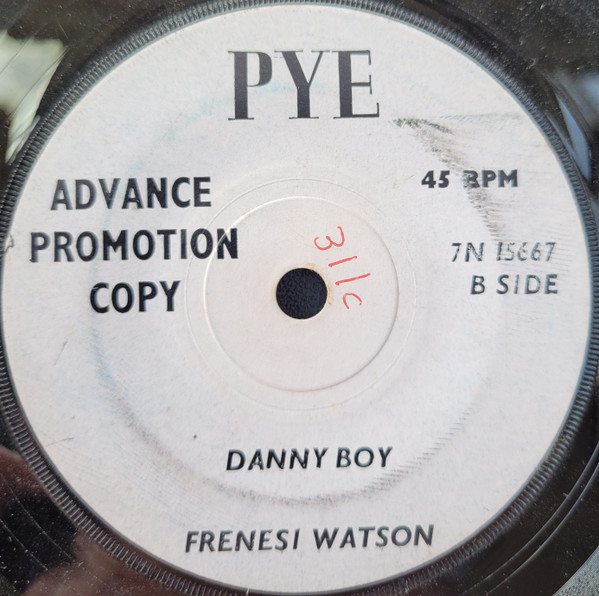 PYE
ADVANCE
PROMOTION
COPY
45 RPM
7N 15667
B SIDE
311c
DANNY BOY
FRENESI WATSON